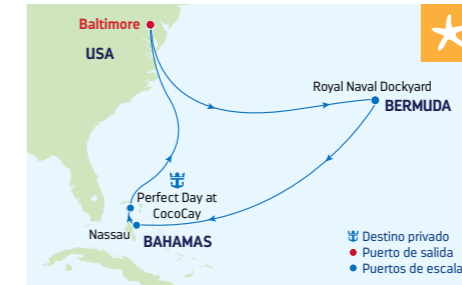 Baltimore
USA
Royal Naval Dockyard
BERMUDA
Perfect Day at
CocoCay
Nassau
BAHAMAS
Destino privado
Puerto de salida
Puertos de escala